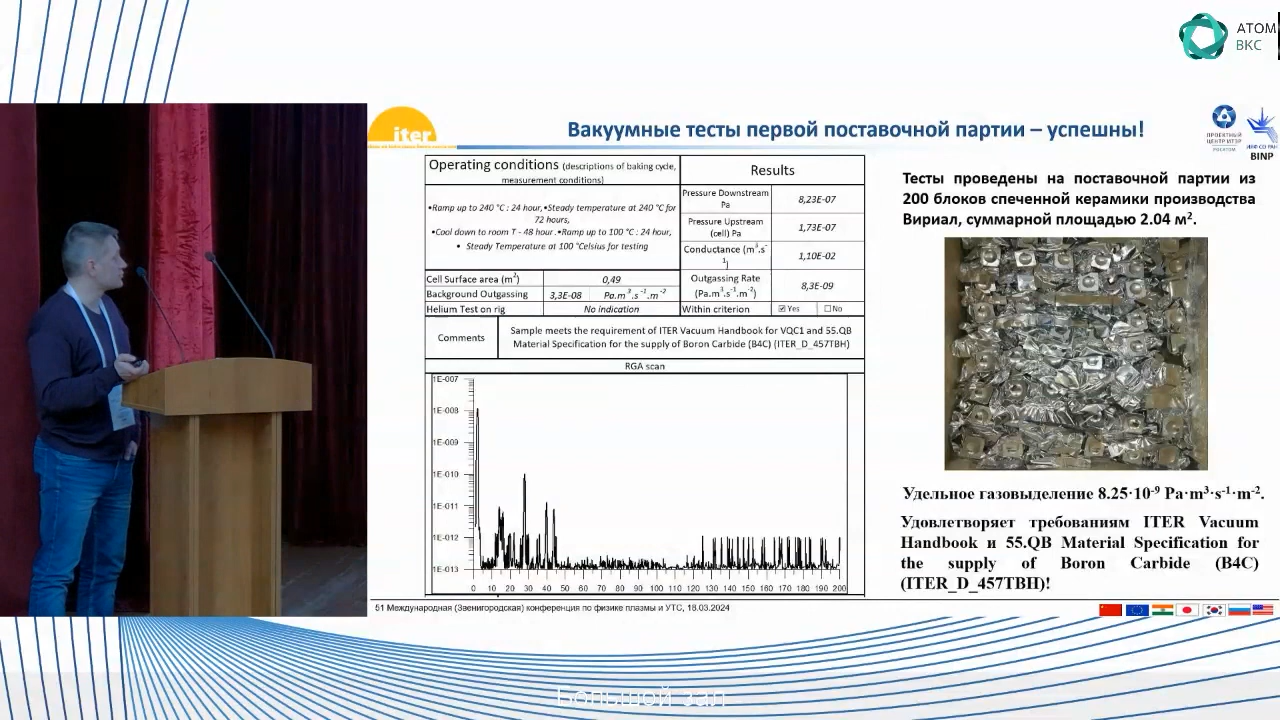 АТОМ
ВКС
iter
Вакуумные тесты первой поставочной партии – успешны!
ПРОЕКТНЫЙ
ЦЕНТР ИТЭР
РОСАТОМ
ИЯФ СО РАН
BINP
Operating conditions (descriptions of baking cycle,
measurement conditions)
Results
•Ramp up to 240 °C : 24 hour,•Steady temperature at 240 °C for
72 hours,
•Cool down to room T - 48 hour .•Ramp up to 100 °C : 24 hour,
• Steady Temperature at 100 °Celsius for testing
Pressure Downstream
Pa
8,23E-07
Pressure Upstream
(cell) Pa
1,73E-07
Conductance (m³.s⁻
¹)
1,10E-02
Outgassing Rate
(Pa.m³.s⁻¹.m⁻²)
8,3E-09
Cell Surface area (m²) 0,49
Background Outgassing 3,3E-08 Pa.m³.s⁻¹.m⁻²
Helium Test on rig No indication
Within criterion ☑ Yes ☐ No
Comments
Sample meets the requirement of ITER Vacuum Handbook for VQC1 and 55.QB
Material Specification for the supply of Boron Carbide (B4C) (ITER_D_457TBH)
RGA scan
1E-007
1E-008
1E-009
1E-010
1E-011
1E-012
1E-013
0 10 20 30 40 50 60 70 80 90 100 110 120 130 140 150 160 170 180 190 200
Тесты проведены на поставочной партии из
200 блоков спеченной керамики производства
Вириал, суммарной площадью 2.04 м².
Удельное газовыделение 8.25·10⁻⁹ Pa·m³·s⁻¹·m⁻².
Удовлетворяет требованиям ITER Vacuum
Handbook и 55.QB Material Specification for
the supply of Boron Carbide (B4C)
(ITER_D_457TBH)!
51 Международная (Звенигородская) конференция по физике плазмы и УТС, 18.03.2024
Большой зал